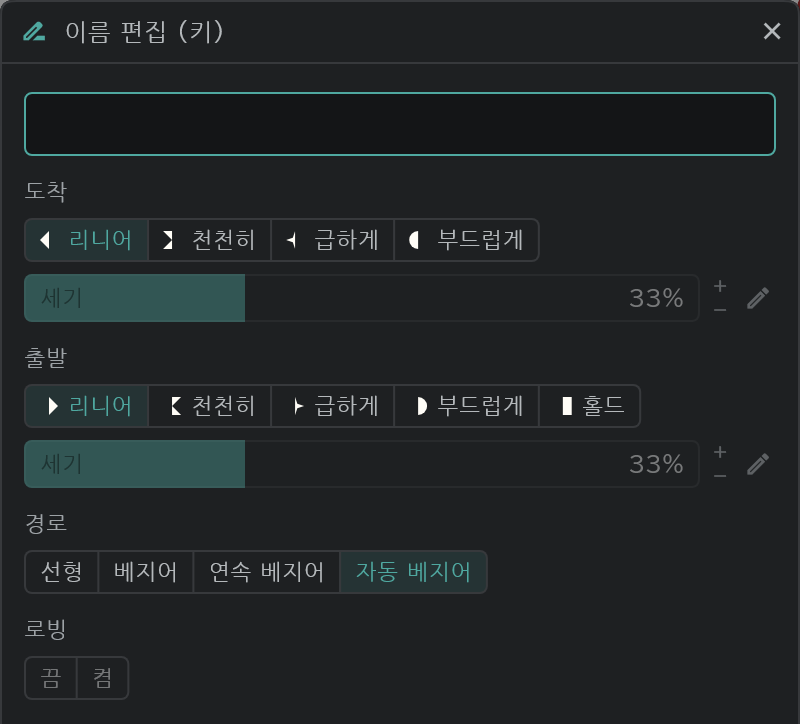 이름 편집 (키)
도착
리니어 천천히 급하게 부드럽게
세기 33%
출발
리니어 천천히 급하게 부드럽게 홀드
세기 33%
경로
선형 베지어 연속 베지어 자동 베지어
로빙
끔 켬